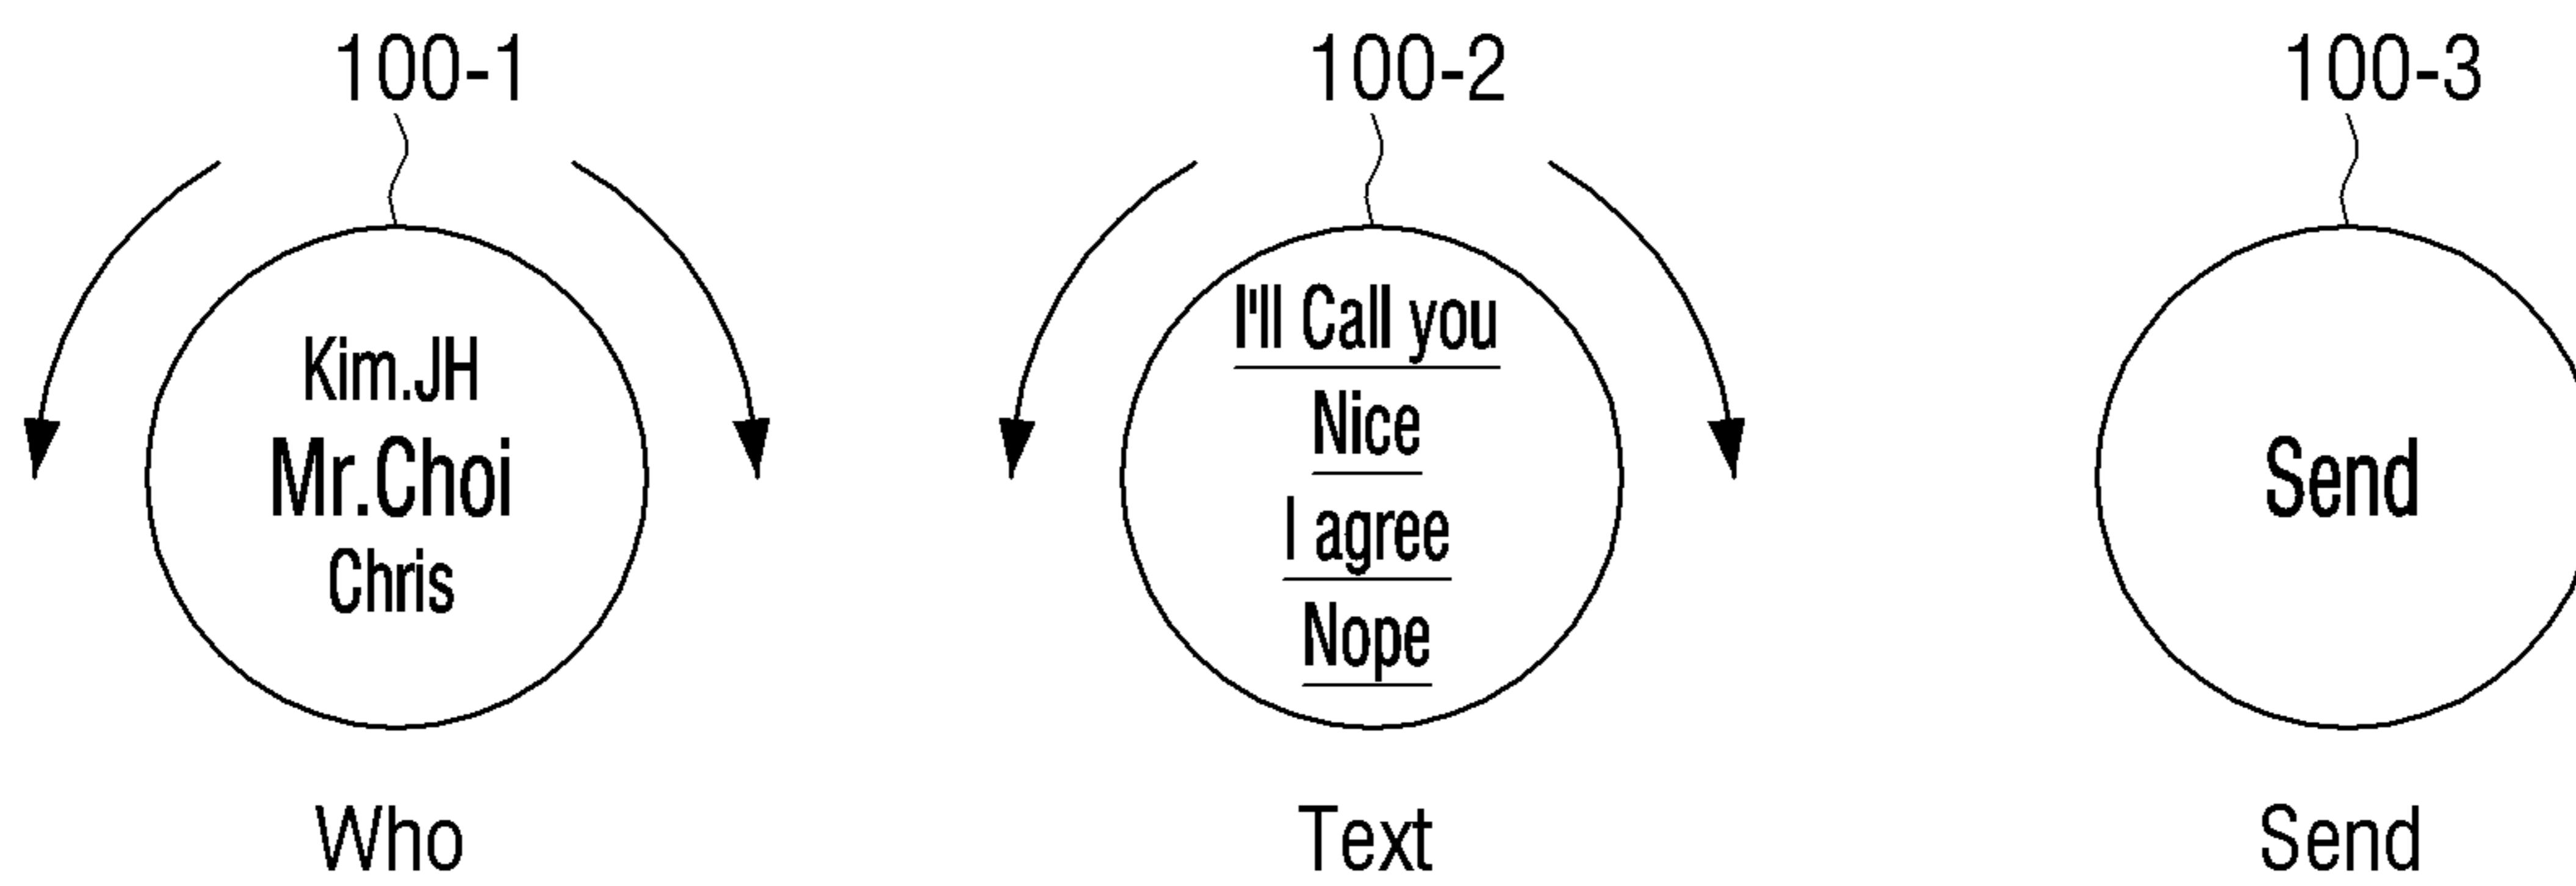 100-1
100-2
100-3
Kim.JH
Mr.Choi
Chris
I'll Call you
Nice
I agree
Nope
Send
Who
Text
Send